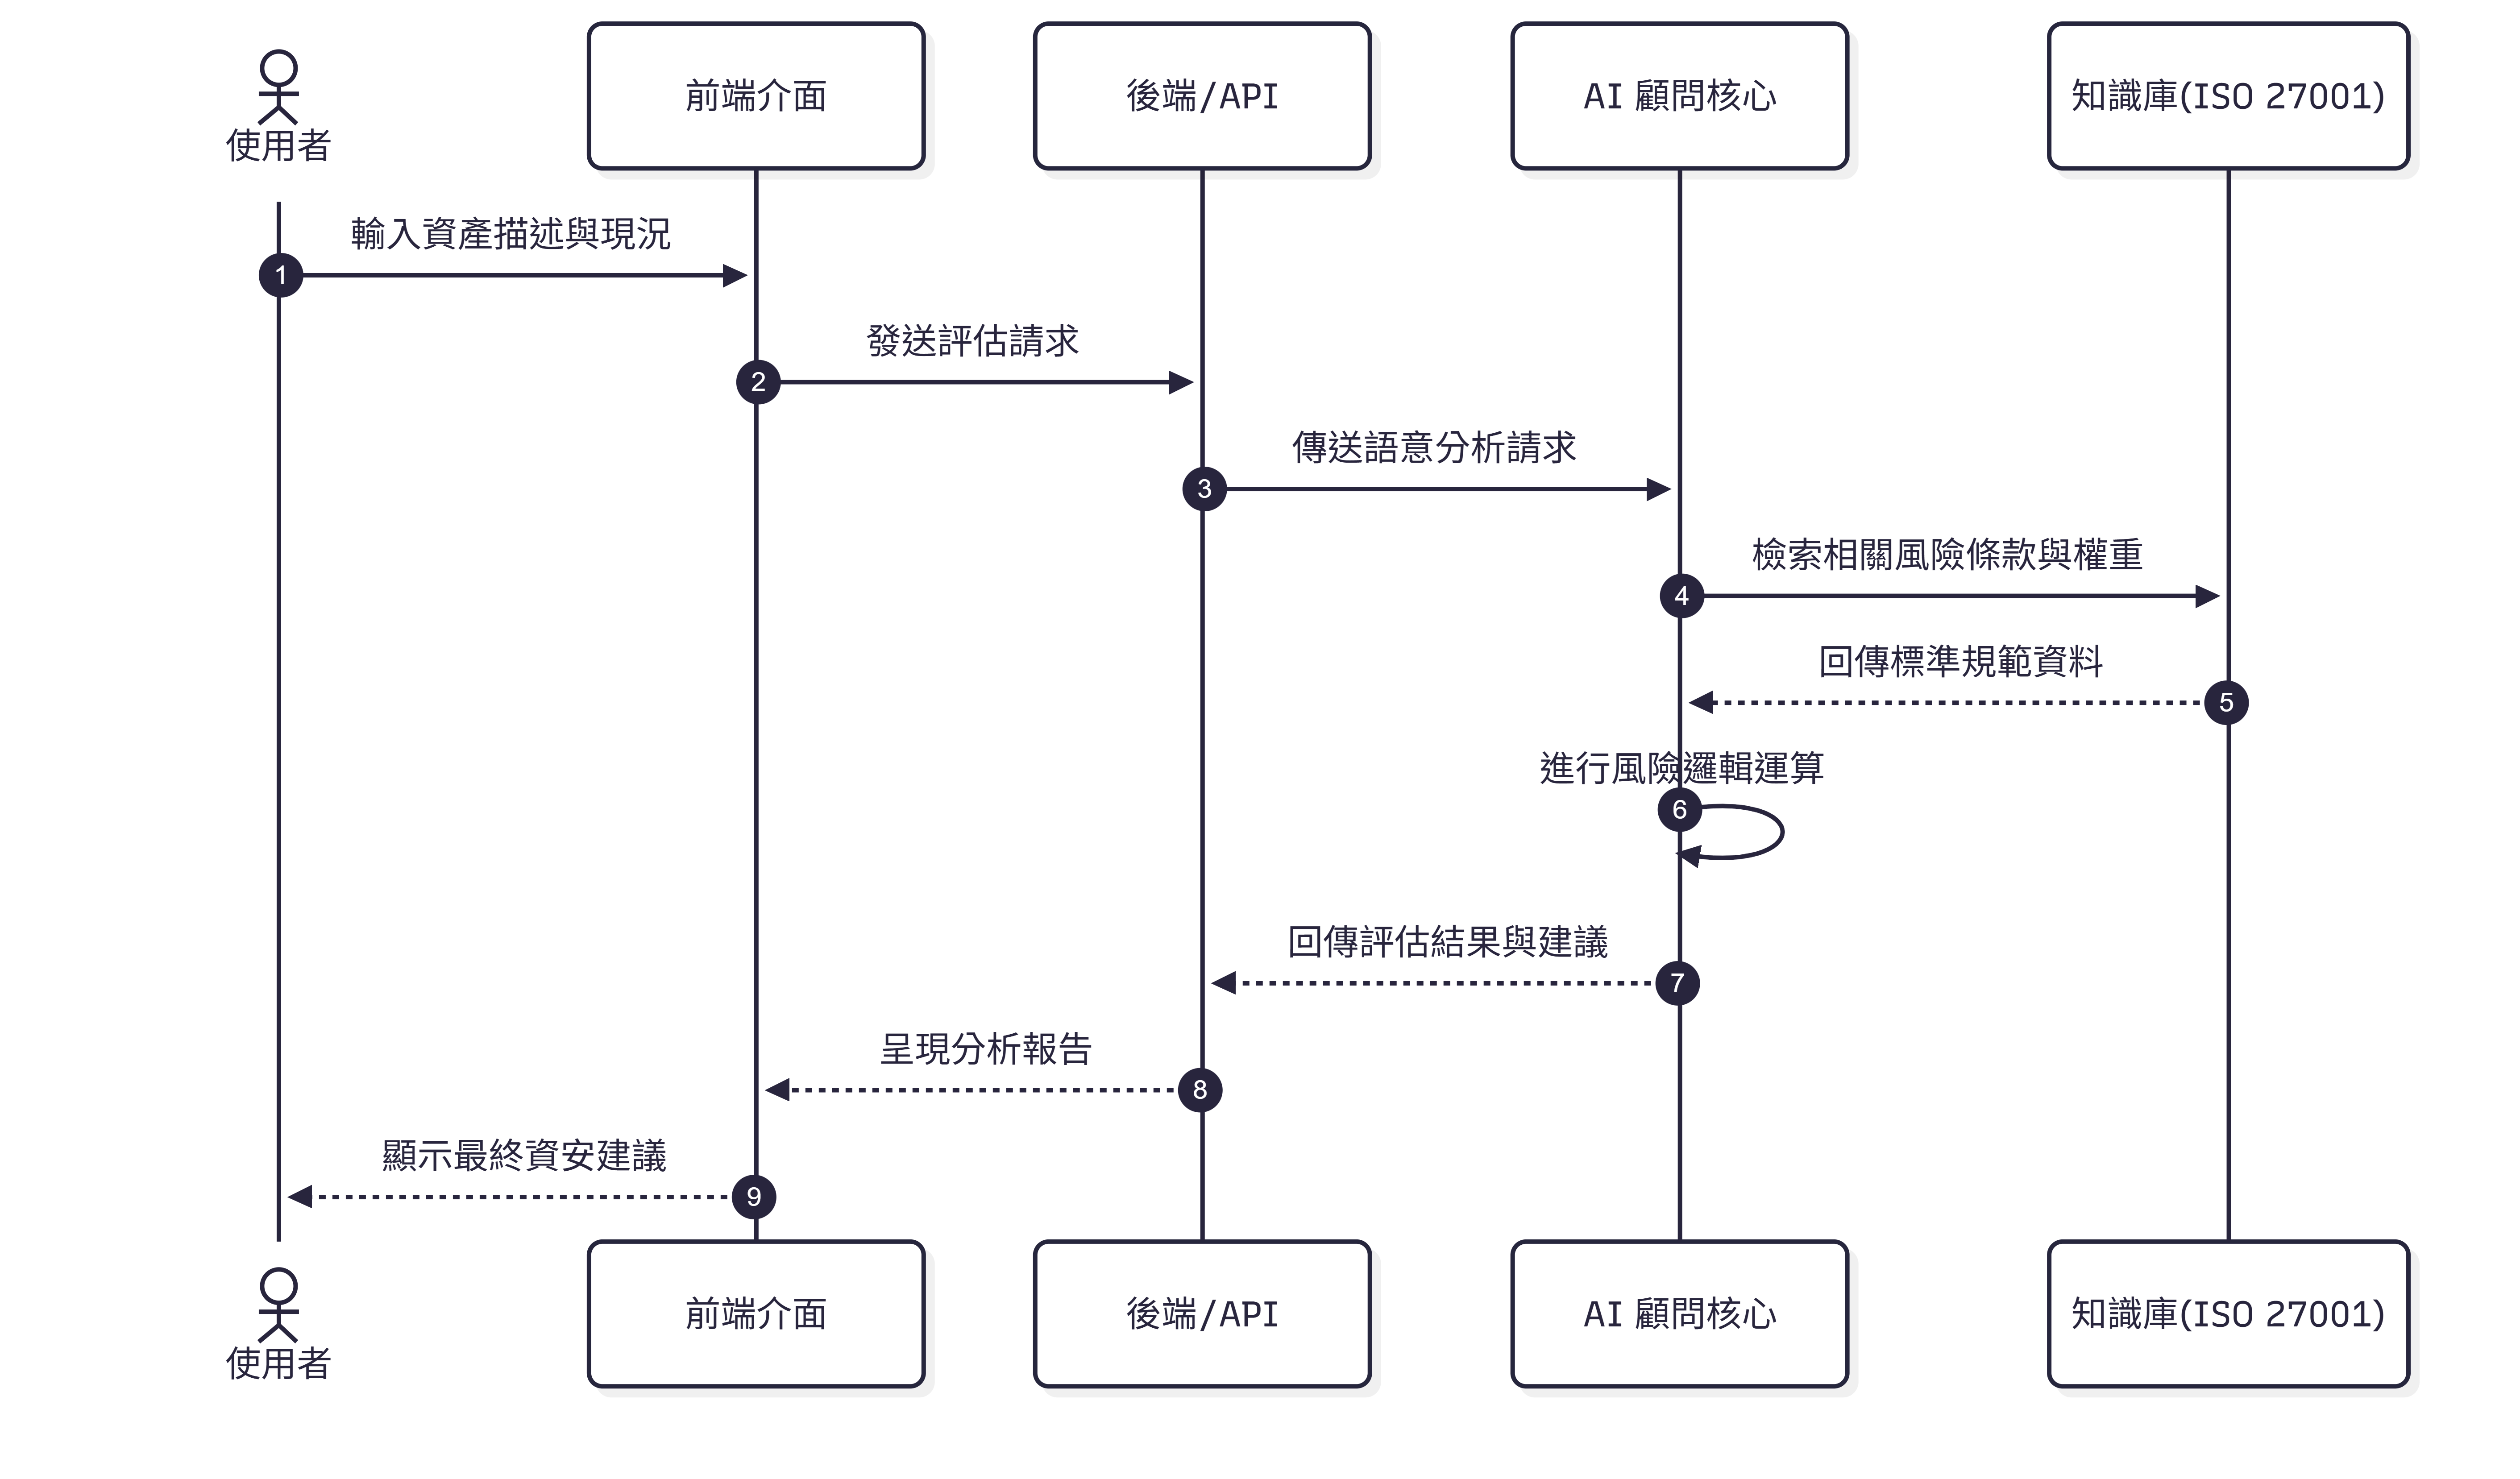 使用者
前端介面
後端/API
AI 顧問核心
知識庫(ISO 27001)
輸入資產描述與現況
1
發送評估請求
2
傳送語意分析請求
3
檢索相關風險條款與權重
4
回傳標準規範資料
5
進行風險邏輯運算
6
回傳評估結果與建議
7
呈現分析報告
8
顯示最終資安建議
9
使用者
前端介面
後端/API
AI 顧問核心
知識庫(ISO 27001)